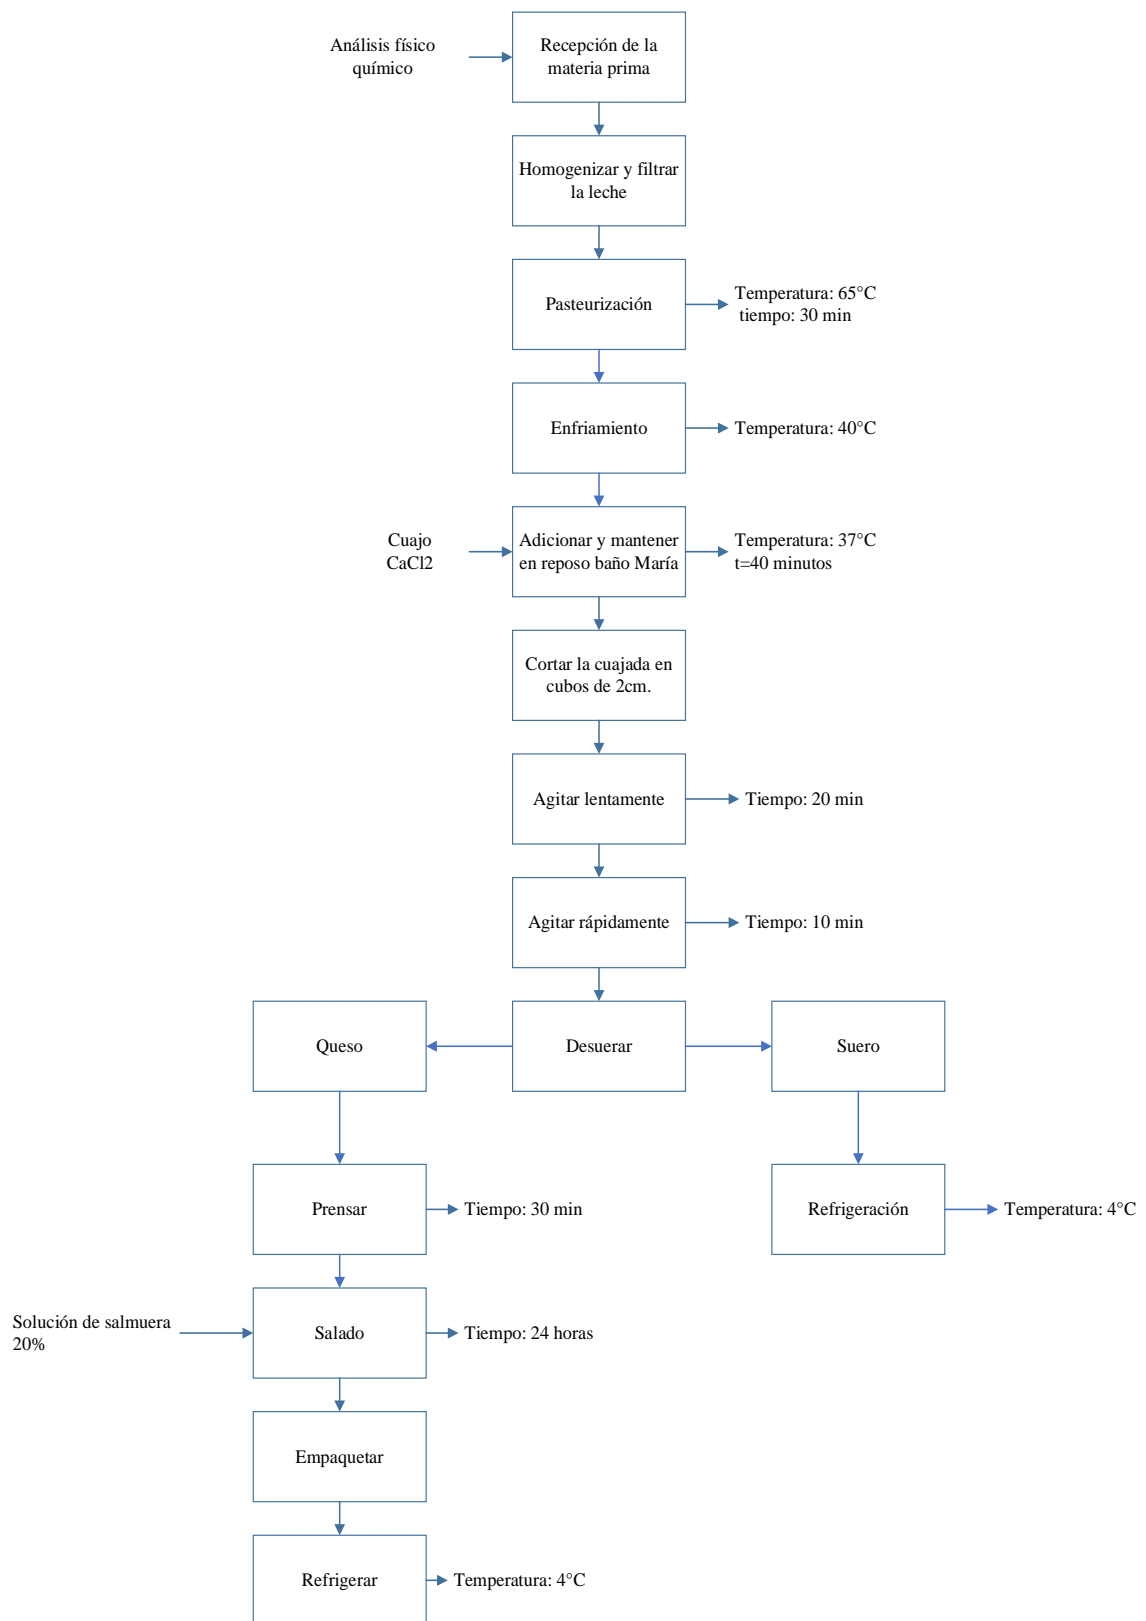 Análisis físico
químico
Recepción de la
materia prima
Homogenizar y filtrar
la leche
Pasteurización
Temperatura: 65°C
tiempo: 30 min
Enfriamiento
Temperatura: 40°C
Cuajo
CaCl2
Adicionar y mantener
en reposo baño María
Temperatura: 37°C
t=40 minutos
Cortar la cuajada en
cubos de 2cm.
Agitar lentamente
Tiempo: 20 min
Agitar rápidamente
Tiempo: 10 min
Queso
Desuerar
Suero
Prensar
Tiempo: 30 min
Refrigeración
Temperatura: 4°C
Solución de salmuera
20%
Salado
Tiempo: 24 horas
Empaquetar
Refrigerar
Temperatura: 4°C